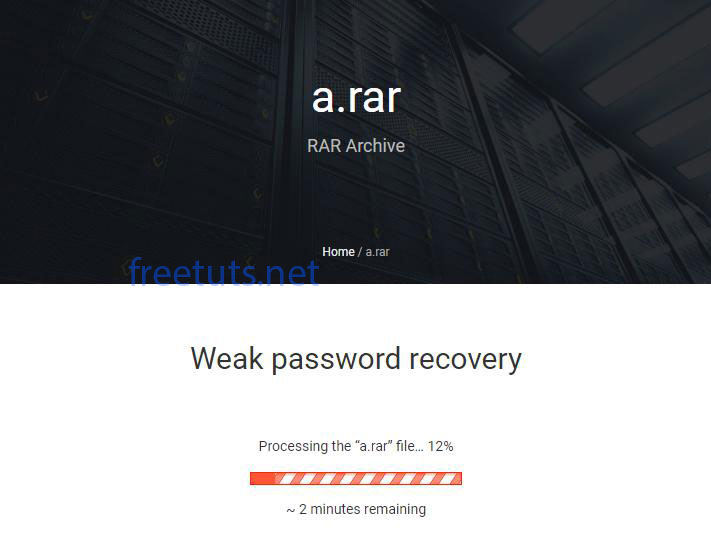 a.rar
RAR Archive
Home / a.rar
freetuts.net
Weak password recovery
Processing the “a.rar” file... 12%
~ 2 minutes remaining